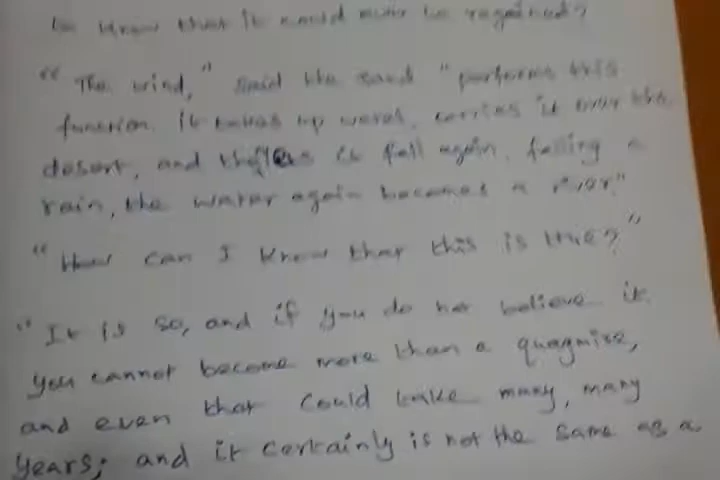 to know that it could ever be regained?
"The wind," said the sand "performs this
function. It takes up water, carries it over the
desert, and then lets it fall again. falling a
rain, the water again becomes a river"
"How can I know that this is true?"
"It is so, and if you do not believe it
you cannot become more than a quagmire,
and even that could take many, many
years; and it certainly is not the same as a